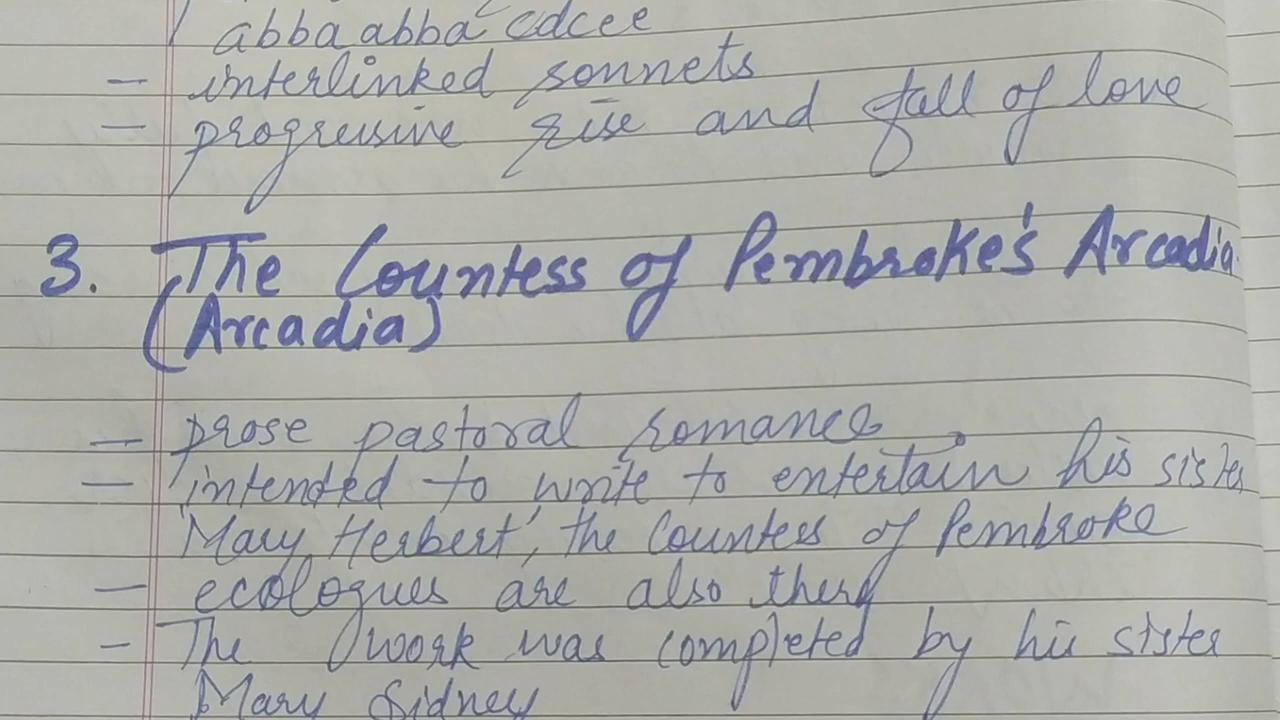 abba abba cdcee
- interlinked sonnets
- progressive rise and fall of love
3. The Countess of Pembroke's Arcadia
(Arcadia)
- prose pastoral romance
- intended to write to entertain his sister
'Mary Herbert', the Countess of Pembroke
- ecologues are also there
- The work was completed by his sister
Mary Sidney